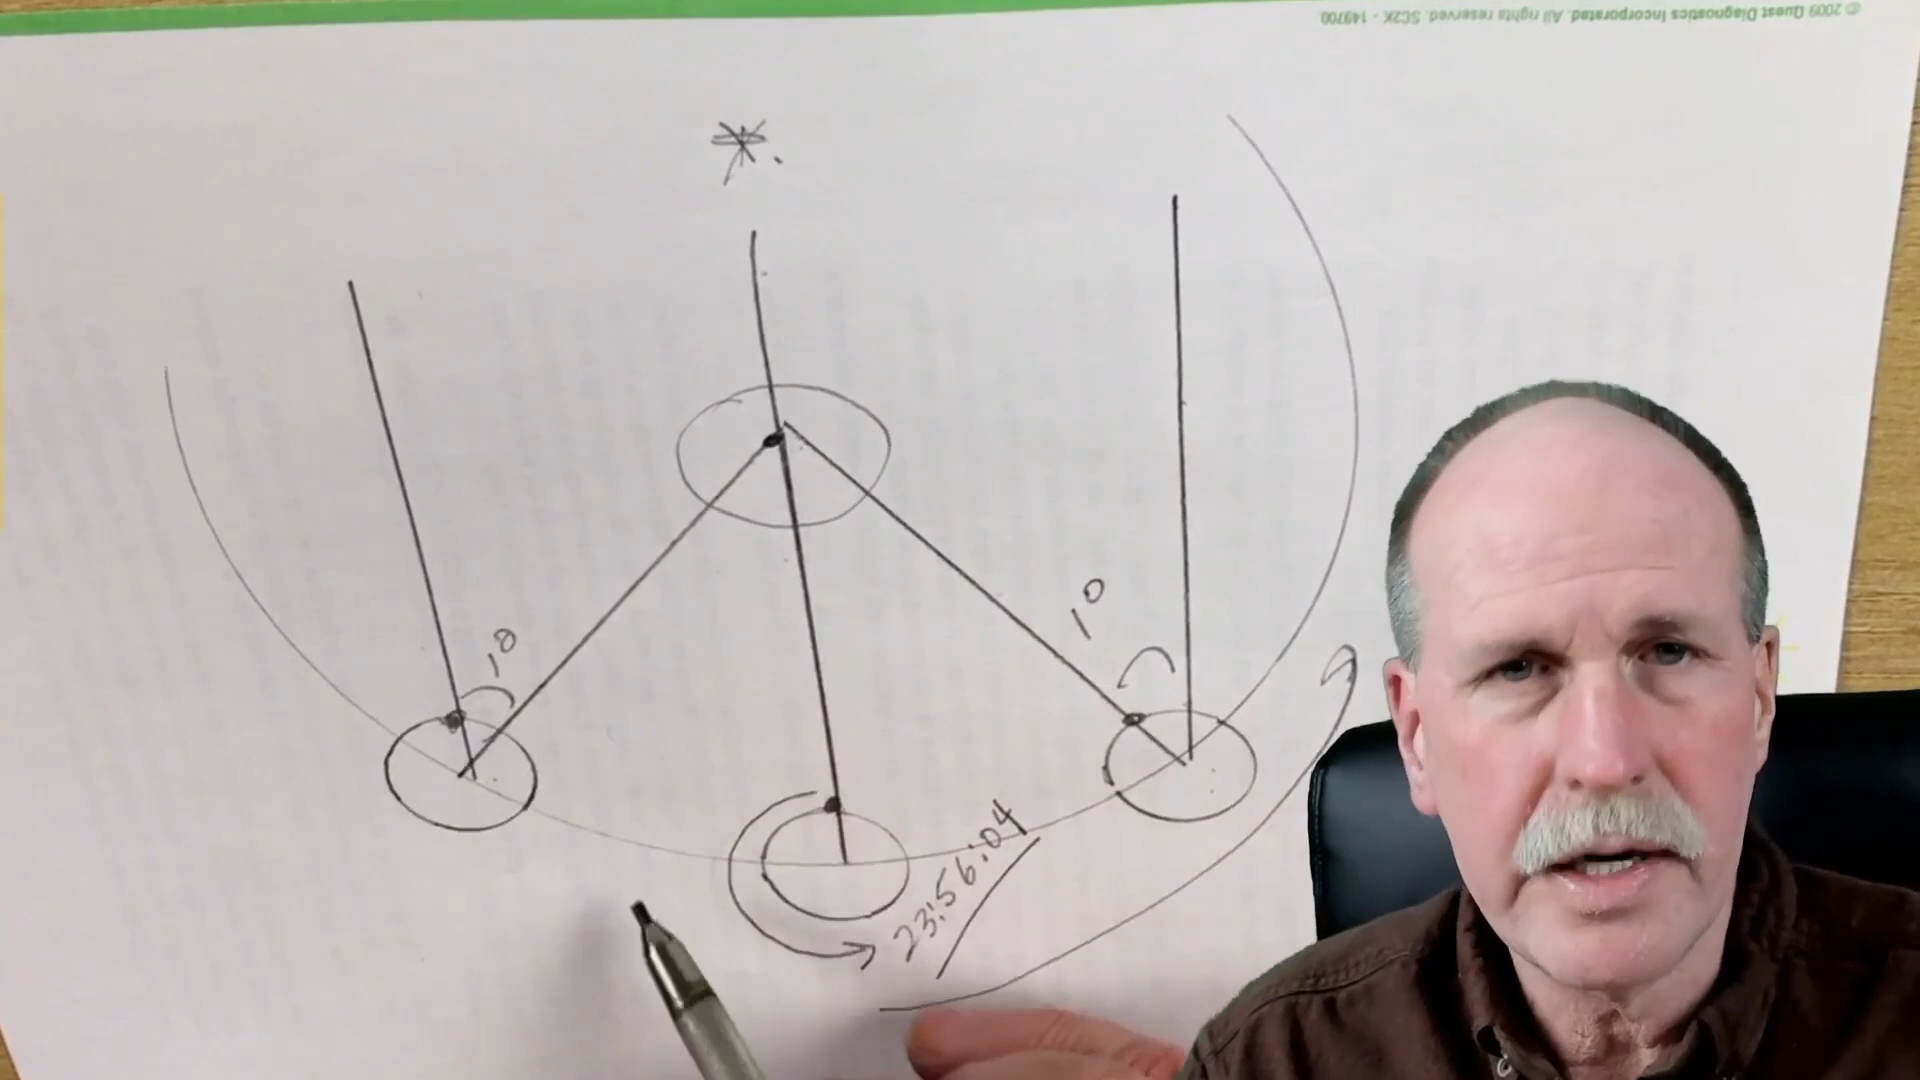 © 2009 Quest Diagnostics Incorporated. All rights reserved. SC2K - 149700.
1°
1°
23:56:04